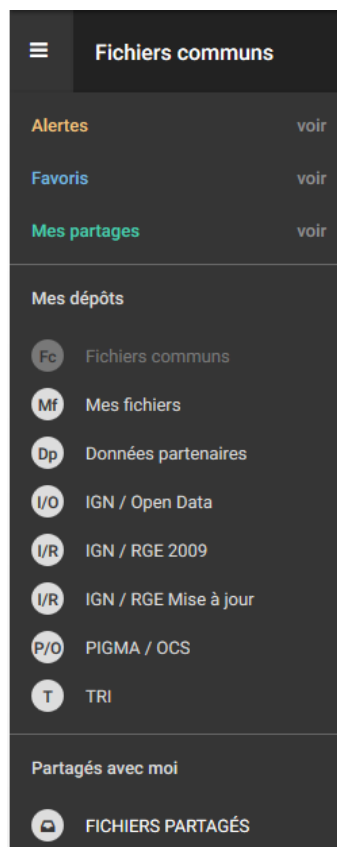 Fichiers communs
Alertes voir
Favoris voir
Mes partages voir
Mes dépôts
Fc Fichiers communs
Mf Mes fichiers
Dp Données partenaires
I/O IGN / Open Data
I/R IGN / RGE 2009
I/R IGN / RGE Mise à jour
P/O PIGMA / OCS
T TRI
Partagés avec moi
FICHIERS PARTAGÉS